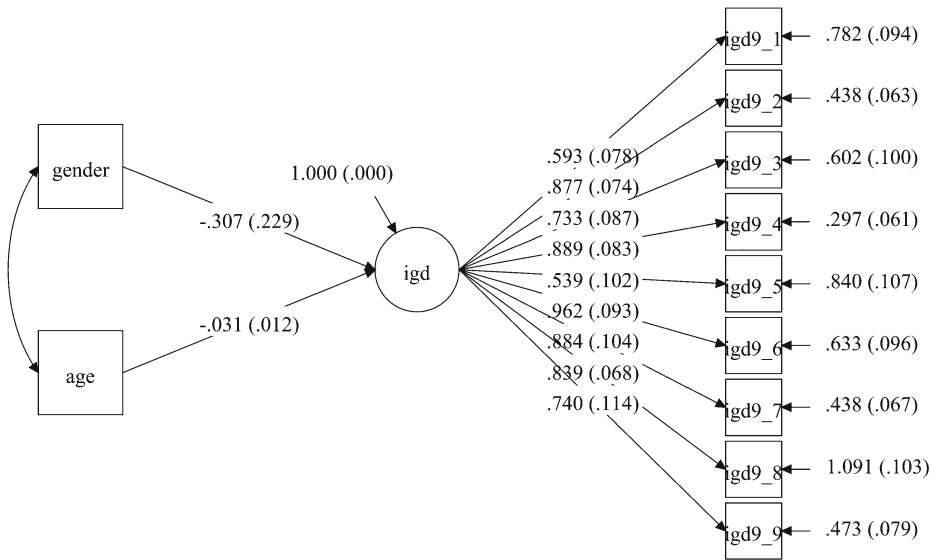 gender
age
-.307 (.229)
-.031 (.012)
1.000 (.000)
igd
.593 (.078)
.877 (.074)
.733 (.087)
.889 (.083)
.539 (.102)
.962 (.093)
.884 (.104)
.839 (.068)
.740 (.114)
igd9_1
.782 (.094)
igd9_2
.438 (.063)
igd9_3
.602 (.100)
igd9_4
.297 (.061)
igd9_5
.840 (.107)
igd9_6
.633 (.096)
igd9_7
.438 (.067)
igd9_8
1.091 (.103)
igd9_9
.473 (.079)